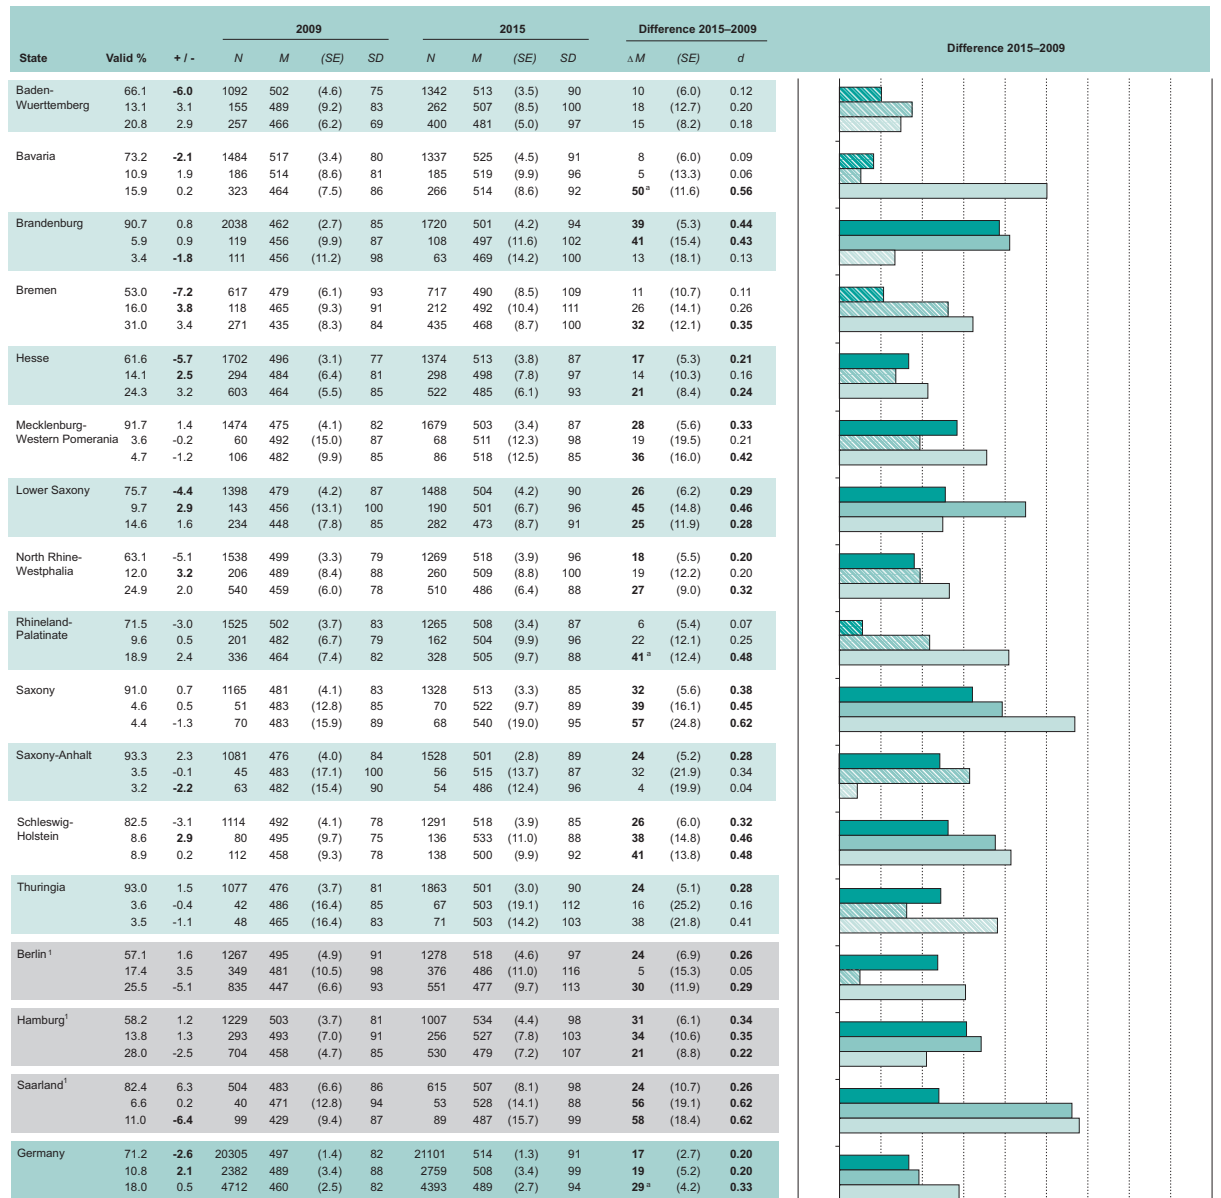 2009 2015 Difference 2015–2009
State Valid % + / - N M (SE) SD N M (SE) SD Δ M (SE) d Difference 2015–2009
Baden- 66.1 -6.0 1092 502 (4.6) 75 1342 513 (3.5) 90 10 (6.0) 0.12
Wuerttemberg 13.1 3.1 155 489 (9.2) 83 262 507 (8.5) 100 18 (12.7) 0.20
20.8 2.9 257 466 (6.2) 69 400 481 (5.0) 97 15 (8.2) 0.18
Bavaria 73.2 -2.1 1484 517 (3.4) 80 1337 525 (4.5) 91 8 (6.0) 0.09
10.9 1.9 186 514 (8.6) 81 185 519 (9.9) 96 5 (13.3) 0.06
15.9 0.2 323 464 (7.5) 86 266 514 (8.6) 92 50 a (11.6) 0.56
Brandenburg 90.7 0.8 2038 462 (2.7) 85 1720 501 (4.2) 94 39 (5.3) 0.44
5.9 0.9 119 456 (9.9) 87 108 497 (11.6) 102 41 (15.4) 0.43
3.4 -1.8 111 456 (11.2) 98 63 469 (14.2) 100 13 (18.1) 0.13
Bremen 53.0 -7.2 617 479 (6.1) 93 717 490 (8.5) 109 11 (10.7) 0.11
16.0 3.8 118 465 (9.3) 91 212 492 (10.4) 111 26 (14.1) 0.26
31.0 3.4 271 435 (8.3) 84 435 468 (8.7) 100 32 (12.1) 0.35
Hesse 61.6 -5.7 1702 496 (3.1) 77 1374 513 (3.8) 87 17 (5.3) 0.21
14.1 2.5 294 484 (6.4) 81 298 498 (7.8) 97 14 (10.3) 0.16
24.3 3.2 603 464 (5.5) 85 522 485 (6.1) 93 21 (8.4) 0.24
Mecklenburg- 91.7 1.4 1474 475 (4.1) 82 1679 503 (3.4) 87 28 (5.6) 0.33
Western Pomerania 3.6 -0.2 60 492 (15.0) 87 68 511 (12.3) 98 19 (19.5) 0.21
4.7 -1.2 106 482 (9.9) 85 86 518 (12.5) 85 36 (16.0) 0.42
Lower Saxony 75.7 -4.4 1398 479 (4.2) 87 1488 504 (4.2) 90 26 (6.2) 0.29
9.7 2.9 143 456 (13.1) 100 190 501 (6.7) 96 45 (14.8) 0.46
14.6 1.6 234 448 (7.8) 85 282 473 (8.7) 91 25 (11.9) 0.28
North Rhine- 63.1 -5.1 1538 499 (3.3) 79 1269 518 (3.9) 96 18 (5.5) 0.20
Westphalia 12.0 3.2 206 489 (8.4) 88 260 509 (8.8) 100 19 (12.2) 0.20
24.9 2.0 540 459 (6.0) 78 510 486 (6.4) 88 27 (9.0) 0.32
Rhineland- 71.5 -3.0 1525 502 (3.7) 83 1265 508 (3.4) 87 6 (5.4) 0.07
Palatinate 9.6 0.5 201 482 (6.7) 79 162 504 (9.9) 96 22 (12.1) 0.25
18.9 2.4 336 464 (7.4) 82 328 505 (9.7) 88 41 a (12.4) 0.48
Saxony 91.0 0.7 1165 481 (4.1) 83 1328 513 (3.3) 85 32 (5.6) 0.38
4.6 0.5 51 483 (12.8) 85 70 522 (9.7) 89 39 (16.1) 0.45
4.4 -1.3 70 483 (15.9) 89 68 540 (19.0) 95 57 (24.8) 0.62
Saxony-Anhalt 93.3 2.3 1081 476 (4.0) 84 1528 501 (2.8) 89 24 (5.2) 0.28
3.5 -0.1 45 483 (17.1) 100 56 515 (13.7) 87 32 (21.9) 0.34
3.2 -2.2 63 482 (15.4) 90 54 486 (12.4) 96 4 (19.9) 0.04
Schleswig- 82.5 -3.1 1114 492 (4.1) 78 1291 518 (3.9) 85 26 (6.0) 0.32
Holstein 8.6 2.9 80 495 (9.7) 75 136 533 (11.0) 88 38 (14.8) 0.46
8.9 0.2 112 458 (9.3) 78 138 500 (9.9) 92 41 (13.8) 0.48
Thuringia 93.0 1.5 1077 476 (3.7) 81 1863 501 (3.0) 90 24 (5.1) 0.28
3.6 -0.4 42 486 (16.4) 85 67 503 (19.1) 112 16 (25.2) 0.16
3.5 -1.1 48 465 (16.4) 83 71 503 (14.2) 103 38 (21.8) 0.41
Berlin ¹ 57.1 1.6 1267 495 (4.9) 91 1278 518 (4.6) 97 24 (6.9) 0.26
17.4 3.5 349 481 (10.5) 98 376 486 (11.0) 116 5 (15.3) 0.05
25.5 -5.1 835 447 (6.6) 93 551 477 (9.7) 113 30 (11.9) 0.29
Hamburg¹ 58.2 1.2 1229 503 (3.7) 81 1007 534 (4.4) 98 31 (6.1) 0.34
13.8 1.3 293 493 (7.0) 91 256 527 (7.8) 103 34 (10.6) 0.35
28.0 -2.5 704 458 (4.7) 85 530 479 (7.2) 107 21 (8.8) 0.22
Saarland¹ 82.4 6.3 504 483 (6.6) 86 615 507 (8.1) 98 24 (10.7) 0.26
6.6 0.2 40 471 (12.8) 94 53 528 (14.1) 88 56 (19.1) 0.62
11.0 -6.4 99 429 (9.4) 87 89 487 (15.7) 99 58 (18.4) 0.62
Germany 71.2 -2.6 20305 497 (1.4) 82 21101 514 (1.3) 91 17 (2.7) 0.20
10.8 2.1 2382 489 (3.4) 88 2759 508 (3.4) 99 19 (5.2) 0.20
18.0 0.5 4712 460 (2.5) 82 4393 489 (2.7) 94 29 a (4.2) 0.33